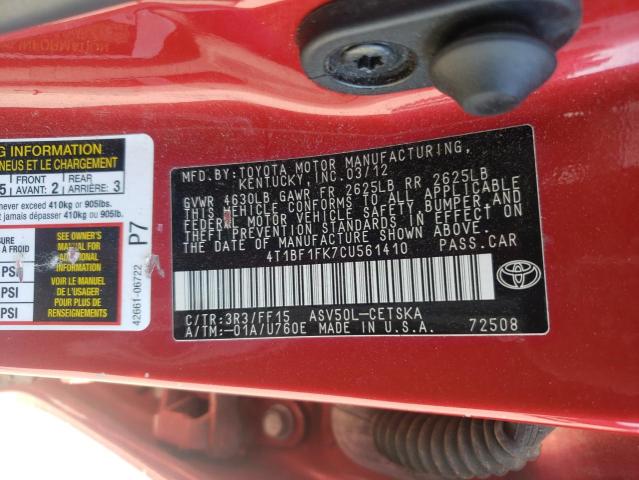 NG INFORMATION
NEUS ET LE CHARGEMENT
5 FRONT AVANT: 2 REAR ARRIÈRE: 3
never exceed 410kg or 905lbs.
t jamais dépasser 410kg ou 905lb.
À FROID
PSI
PSI
PSI
SEE OWNER'S MANUAL FOR ADDITIONAL INFORMATION
VOIR LE MANUEL DE L'USAGER POUR PLUS DE RENSEIGNEMENTS
P7
42661-06722
MFD.BY:TOYOTA MOTOR MANUFACTURING,
KENTUCKY, INC.03/12
GVWR 4630LB GAWR FR 2625LB RR 2625LB
THIS VEHICLE CONFORMS TO ALL APPLICABLE
FEDERAL MOTOR VEHICLE SAFETY, BUMPER, AND
THEFT PREVENTION STANDARDS IN EFFECT ON
THE DATE OF MANUFACTURE SHOWN ABOVE.
4T1BF1FK7CU561410 PASS.CAR
C/TR:3R3/FF15 ASV50L-CETSKA
A/TM:-01A/U760E MADE IN U.S.A. 72508
TOYOTA